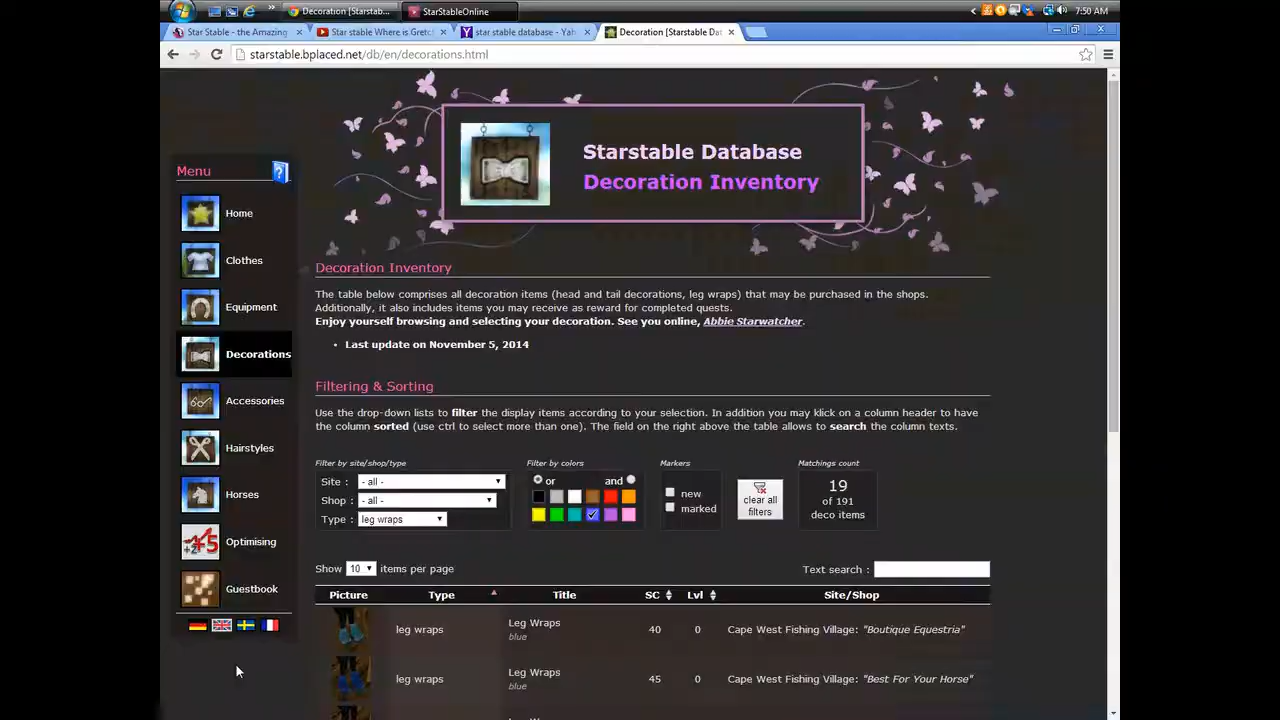 Decoration [Starstab...
StarStableOnline
7:50 AM
Star Stable - the Amazing
Star stable Where is Gretc
star stable database - Yah
Decoration [Starstable Dat
starstable.bplaced.net/db/en/decorations.html
Starstable Database
Decoration Inventory
Menu
?
Home
Clothes
Equipment
Decorations
Accessories
Hairstyles
Horses
Optimising
Guestbook
Decoration Inventory
The table below comprises all decoration items (head and tail decorations, leg wraps) that may be purchased in the shops.
Additionally, it also includes items you may receive as reward for completed quests.
Enjoy yourself browsing and selecting your decoration. See you online, Abbie Starwatcher.
• Last update on November 5, 2014
Filtering & Sorting
Use the drop-down lists to filter the display items according to your selection. In addition you may klick on a column header to have
the column sorted (use ctrl to select more than one). The field on the right above the table allows to search the column texts.
Filter by site/shop/type
Site : - all -
Shop : - all -
Type : leg wraps
Filter by colors
or and
Markers
new
marked
clear all
filters
Matchings count
19
of 191
deco items
Show 10 items per page
Text search :
Picture Type Title SC Lvl Site/Shop
leg wraps Leg Wraps 40 0 Cape West Fishing Village: "Boutique Equestria"
blue
leg wraps Leg Wraps 45 0 Cape West Fishing Village: "Best For Your Horse"
blue